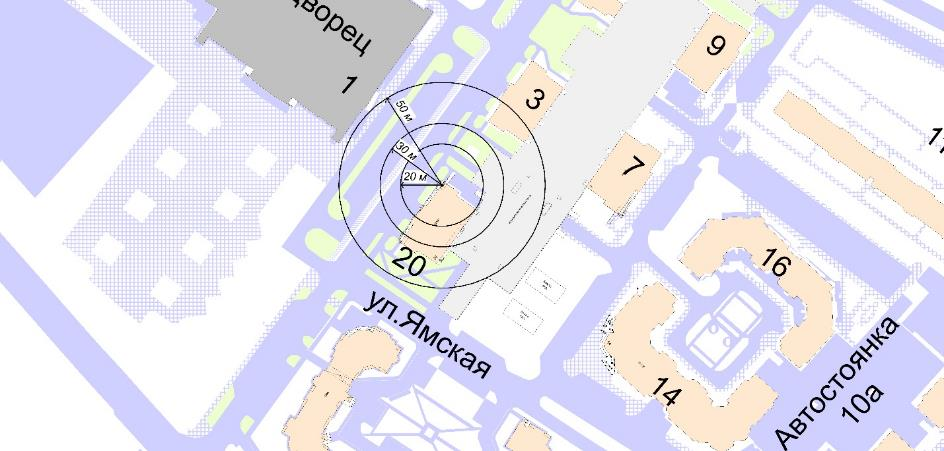 дворец
1
3
9
7
50 м
30 м
20 м
20
ул.Ямская
16
14
Автостоянка
10а